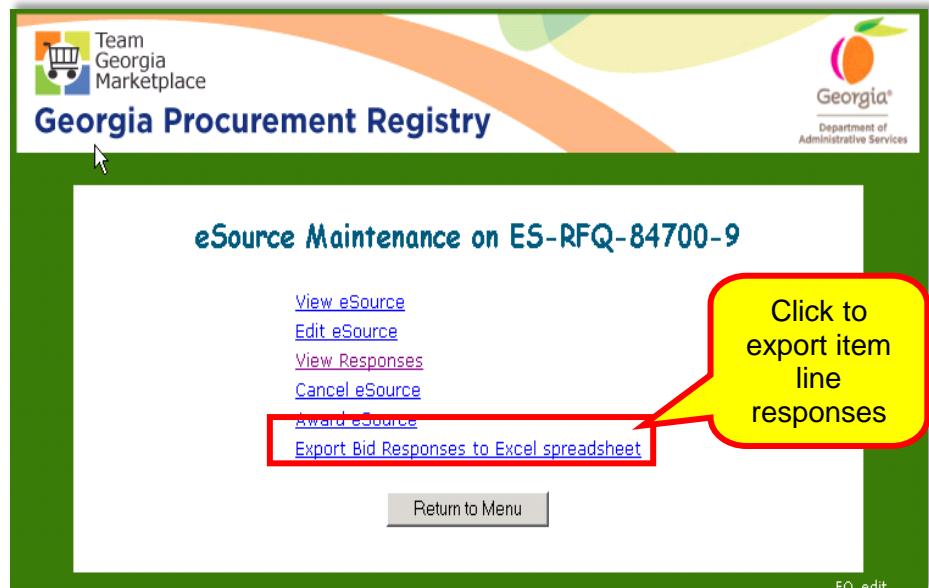 Team
Georgia
Marketplace
Georgia Procurement Registry
Georgia®
Department of
Administrative Services
eSource Maintenance on ES-RFQ-84700-9
View eSource
Edit eSource
View Responses
Cancel eSource
Award eSource
Export Bid Responses to Excel spreadsheet
Click to
export item
line
responses
Return to Menu
EQ_edit